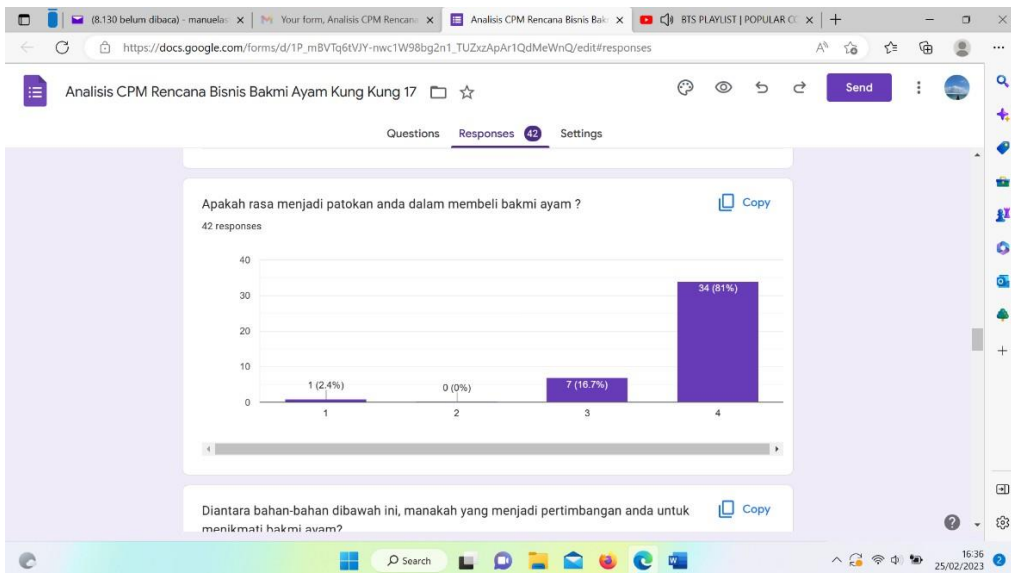 (8.130 belum dibaca) - manuelas
Your form, Analisis CPM Rencana
Analisis CPM Rencana Bisnis Bak
BTS PLAYLIST | POPULAR
https://docs.google.com/forms/d/1P_mBVTq6tVJY-nwc1W98bg2n1_TUZxzApAr1QdMeWnQ/edit#responses
Analisis CPM Rencana Bisnis Bakmi Ayam Kung Kung 17
Send
Questions
Responses 42
Settings
Apakah rasa menjadi patokan anda dalam membeli bakmi ayam ?
Copy
42 responses
40
30
20
10
0
1 (2.4%)
0 (0%)
7 (16.7%)
34 (81%)
1
2
3
4
Diantara bahan-bahan dibawah ini, manakah yang menjadi pertimbangan anda untuk
menikmati bakmi ayam?
Copy
Search
16:36
25/02/2023
2